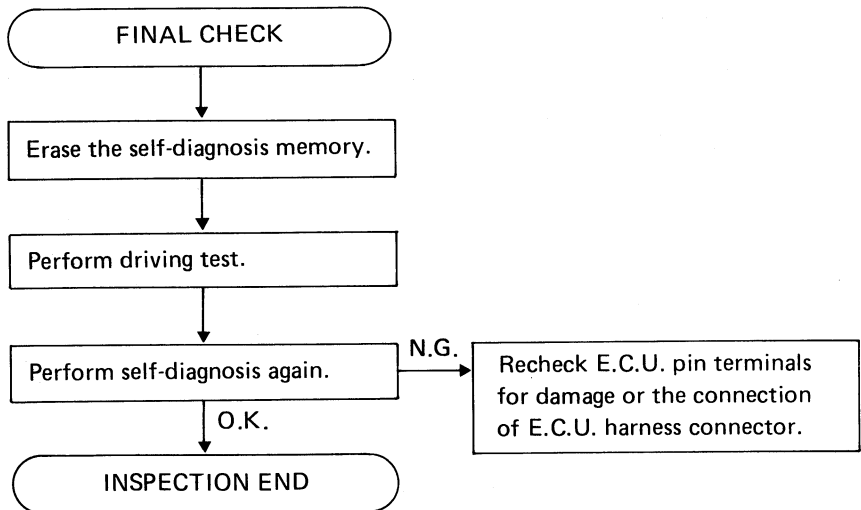 FINAL CHECK
Erase the self-diagnosis memory.
Perform driving test.
Perform self-diagnosis again.
N.G.
Recheck E.C.U. pin terminals
for damage or the connection
of E.C.U. harness connector.
O.K.
INSPECTION END